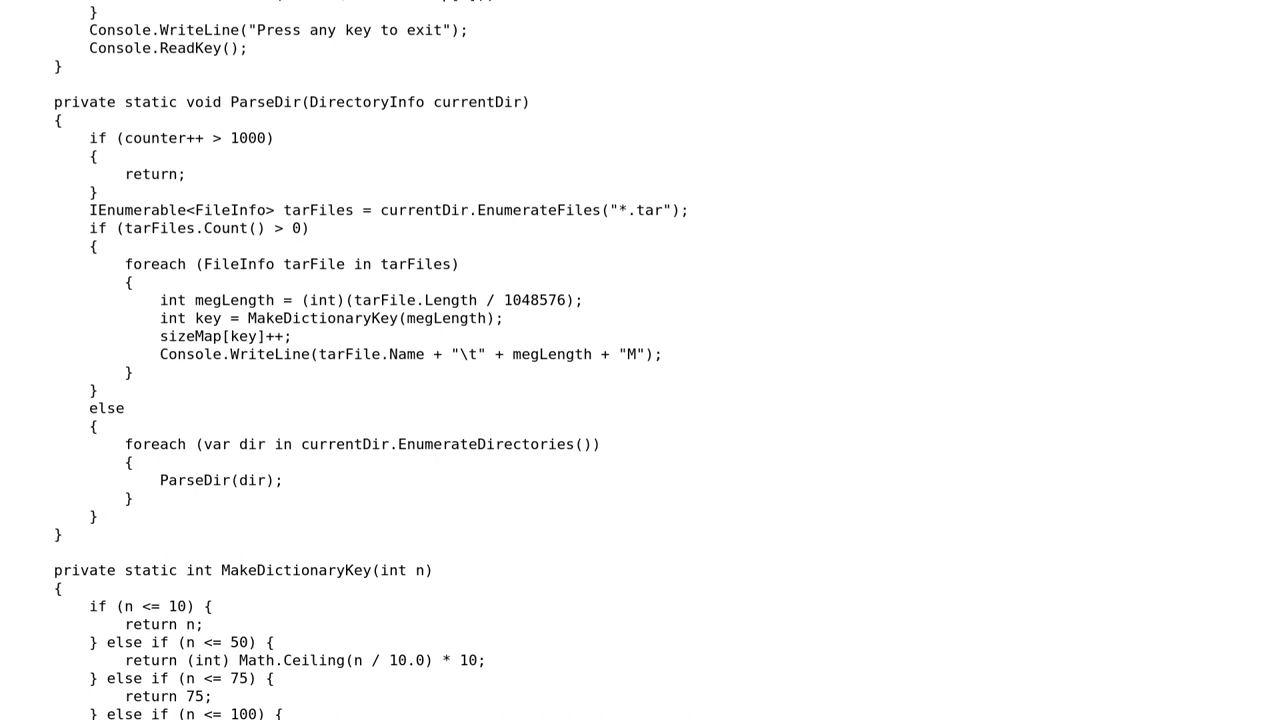 }
Console.WriteLine("Press any key to exit");
Console.ReadKey();
}
private static void ParseDir(DirectoryInfo currentDir)
{
if (counter++ > 1000)
{
return;
}
IEnumerable<FileInfo> tarFiles = currentDir.EnumerateFiles("*.tar");
if (tarFiles.Count() > 0)
{
foreach (FileInfo tarFile in tarFiles)
{
int megLength = (int)(tarFile.Length / 1048576);
int key = MakeDictionaryKey(megLength);
sizeMap[key]++;
Console.WriteLine(tarFile.Name + "\t" + megLength + "M");
}
}
else
{
foreach (var dir in currentDir.EnumerateDirectories())
{
ParseDir(dir);
}
}
}
private static int MakeDictionaryKey(int n)
{
if (n <= 10) {
return n;
} else if (n <= 50) {
return (int) Math.Ceiling(n / 10.0) * 10;
} else if (n <= 75) {
return 75;
} else if (n <= 100) {